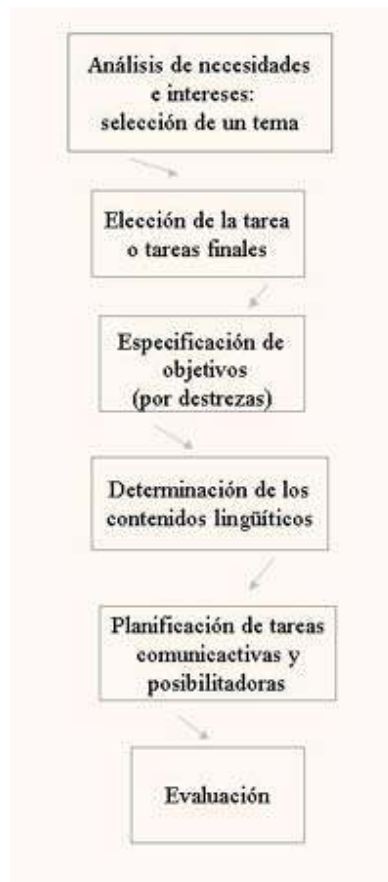 Análisis de necesidades
e intereses:
selección de un tema
Elección de la tarea
o tareas finales
Especificación de
objetivos
(por destrezas)
Determinación de los
contenidos lingüíticos
Planificación de tareas
comunicactivas y
posibilitadoras
Evaluación